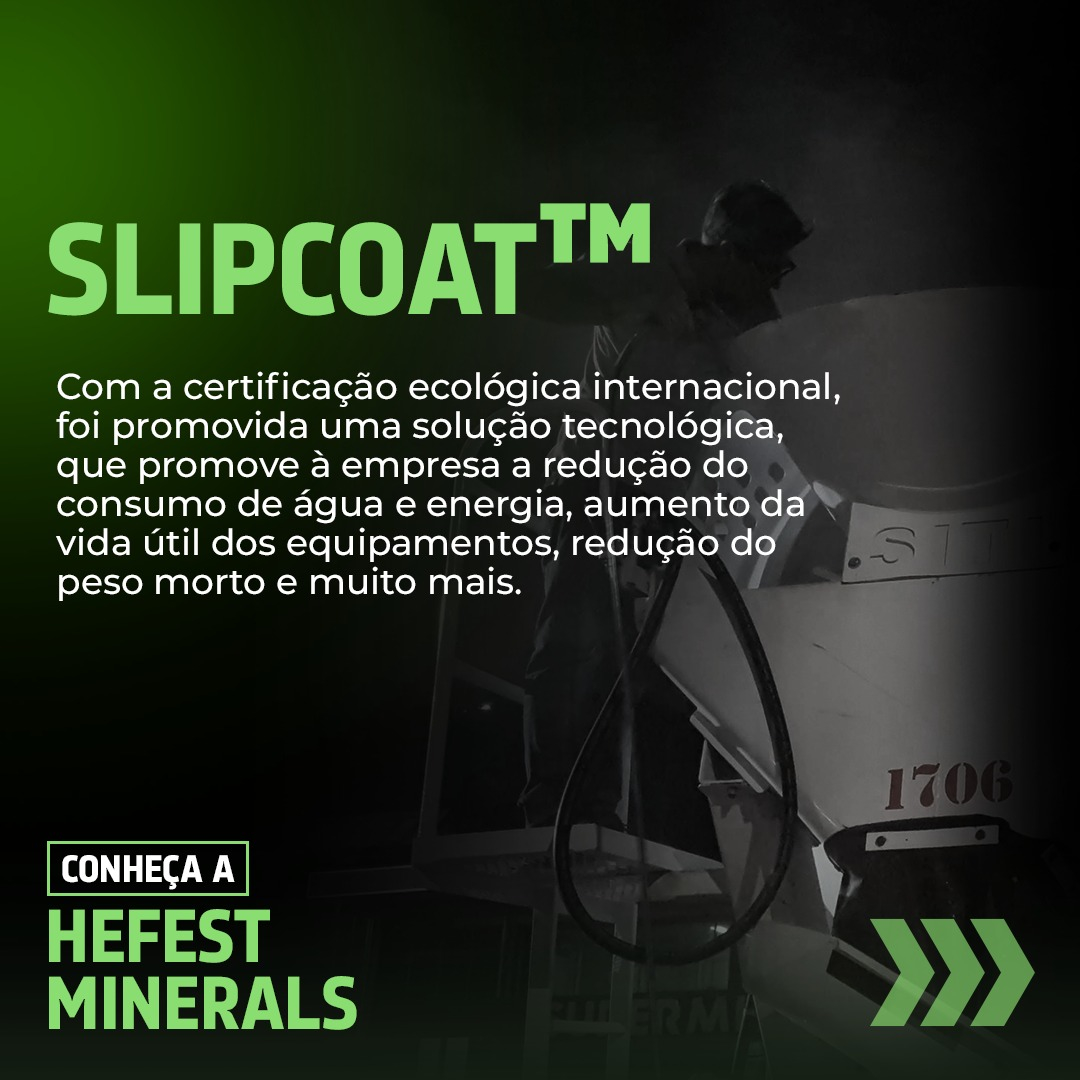 SLIPCOAT™
Com a certificação ecológica internacional,
foi promovida uma solução tecnológica,
que promove à empresa a redução do
consumo de água e energia, aumento da
vida útil dos equipamentos, redução do
peso morto e muito mais.
SIT
1706
CONHEÇA A
HEFEST
MINERALS